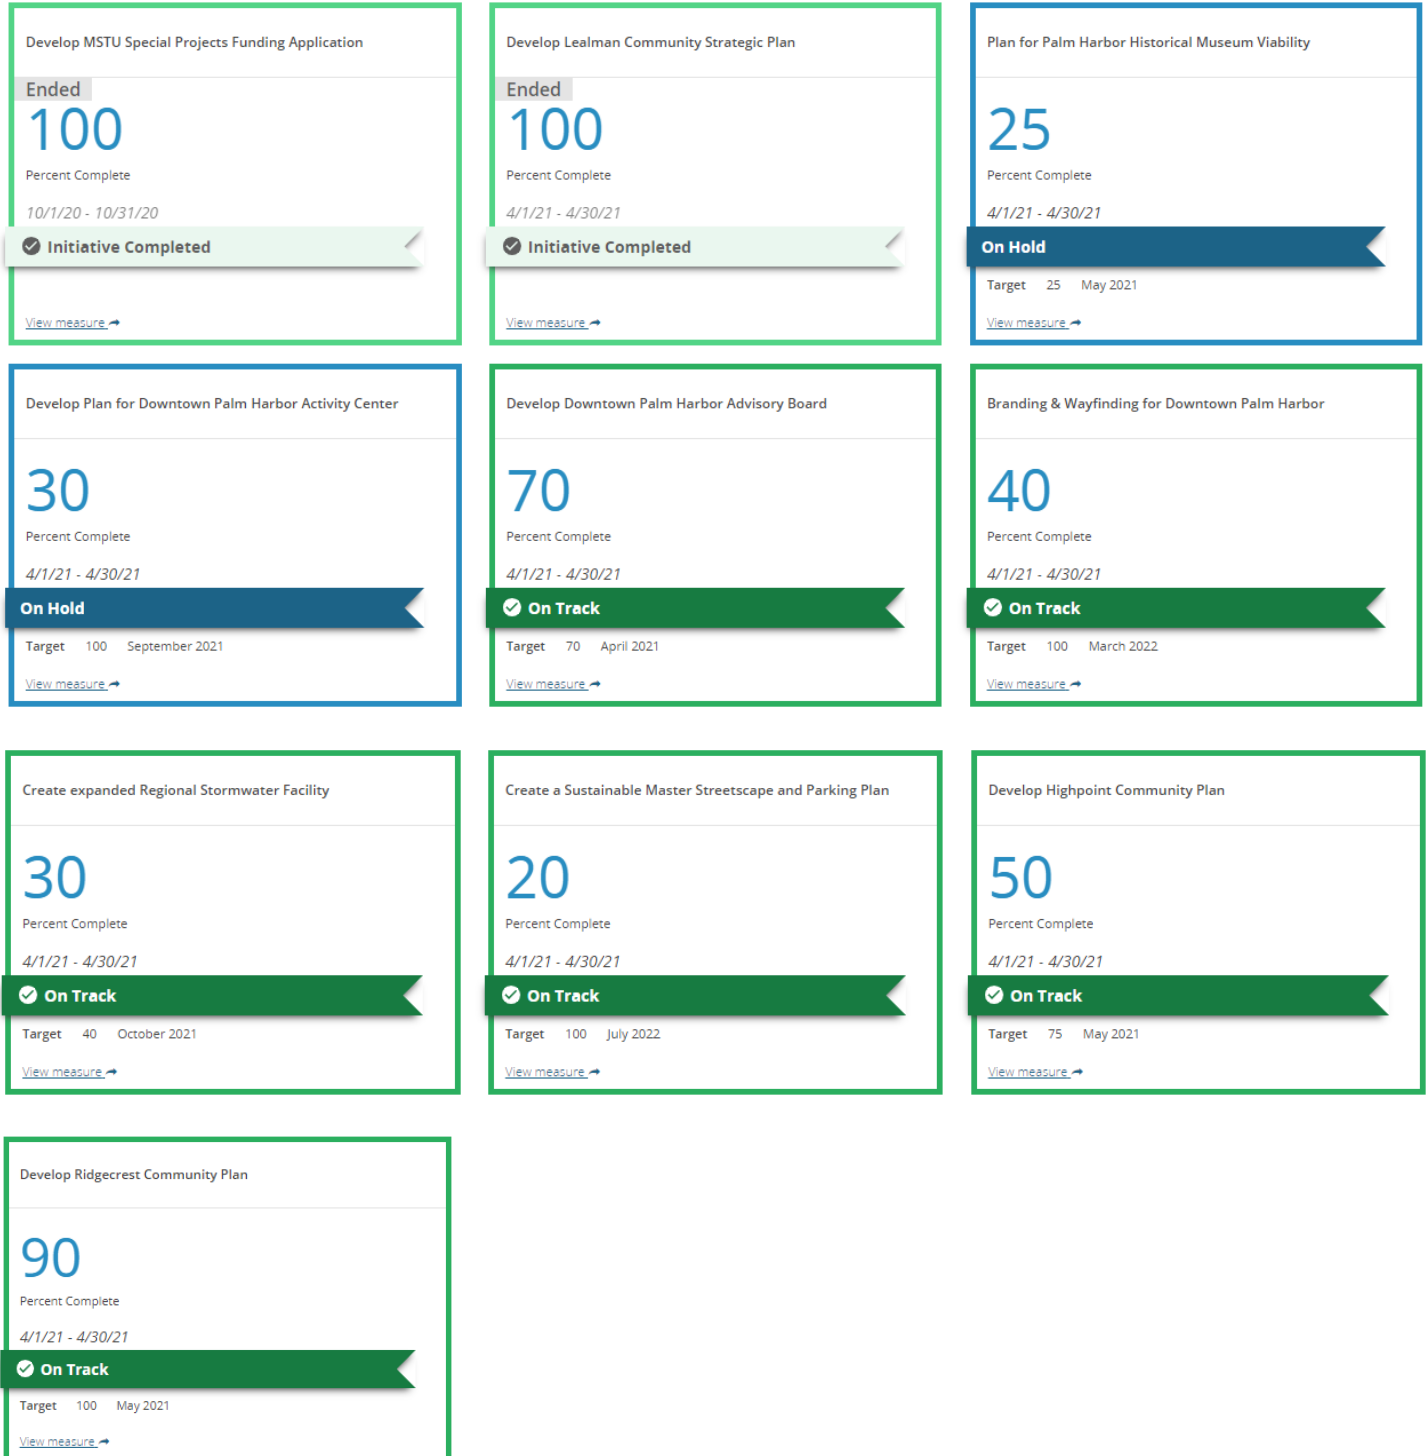 Develop MSTU Special Projects Funding Application
Ended
100
Percent Complete
10/1/20 - 10/31/20
Initiative Completed
View measure
Develop Lealman Community Strategic Plan
Ended
100
Percent Complete
4/1/21 - 4/30/21
Initiative Completed
View measure
Plan for Palm Harbor Historical Museum Viability
25
Percent Complete
4/1/21 - 4/30/21
On Hold
Target 25 May 2021
View measure
Develop Plan for Downtown Palm Harbor Activity Center
30
Percent Complete
4/1/21 - 4/30/21
On Hold
Target 100 September 2021
View measure
Develop Downtown Palm Harbor Advisory Board
70
Percent Complete
4/1/21 - 4/30/21
On Track
Target 70 April 2021
View measure
Branding & Wayfinding for Downtown Palm Harbor
40
Percent Complete
4/1/21 - 4/30/21
On Track
Target 100 March 2022
View measure
Create expanded Regional Stormwater Facility
30
Percent Complete
4/1/21 - 4/30/21
On Track
Target 40 October 2021
View measure
Create a Sustainable Master Streetscape and Parking Plan
20
Percent Complete
4/1/21 - 4/30/21
On Track
Target 100 July 2022
View measure
Develop Highpoint Community Plan
50
Percent Complete
4/1/21 - 4/30/21
On Track
Target 75 May 2021
View measure
Develop Ridgecrest Community Plan
90
Percent Complete
4/1/21 - 4/30/21
On Track
Target 100 May 2021
View measure